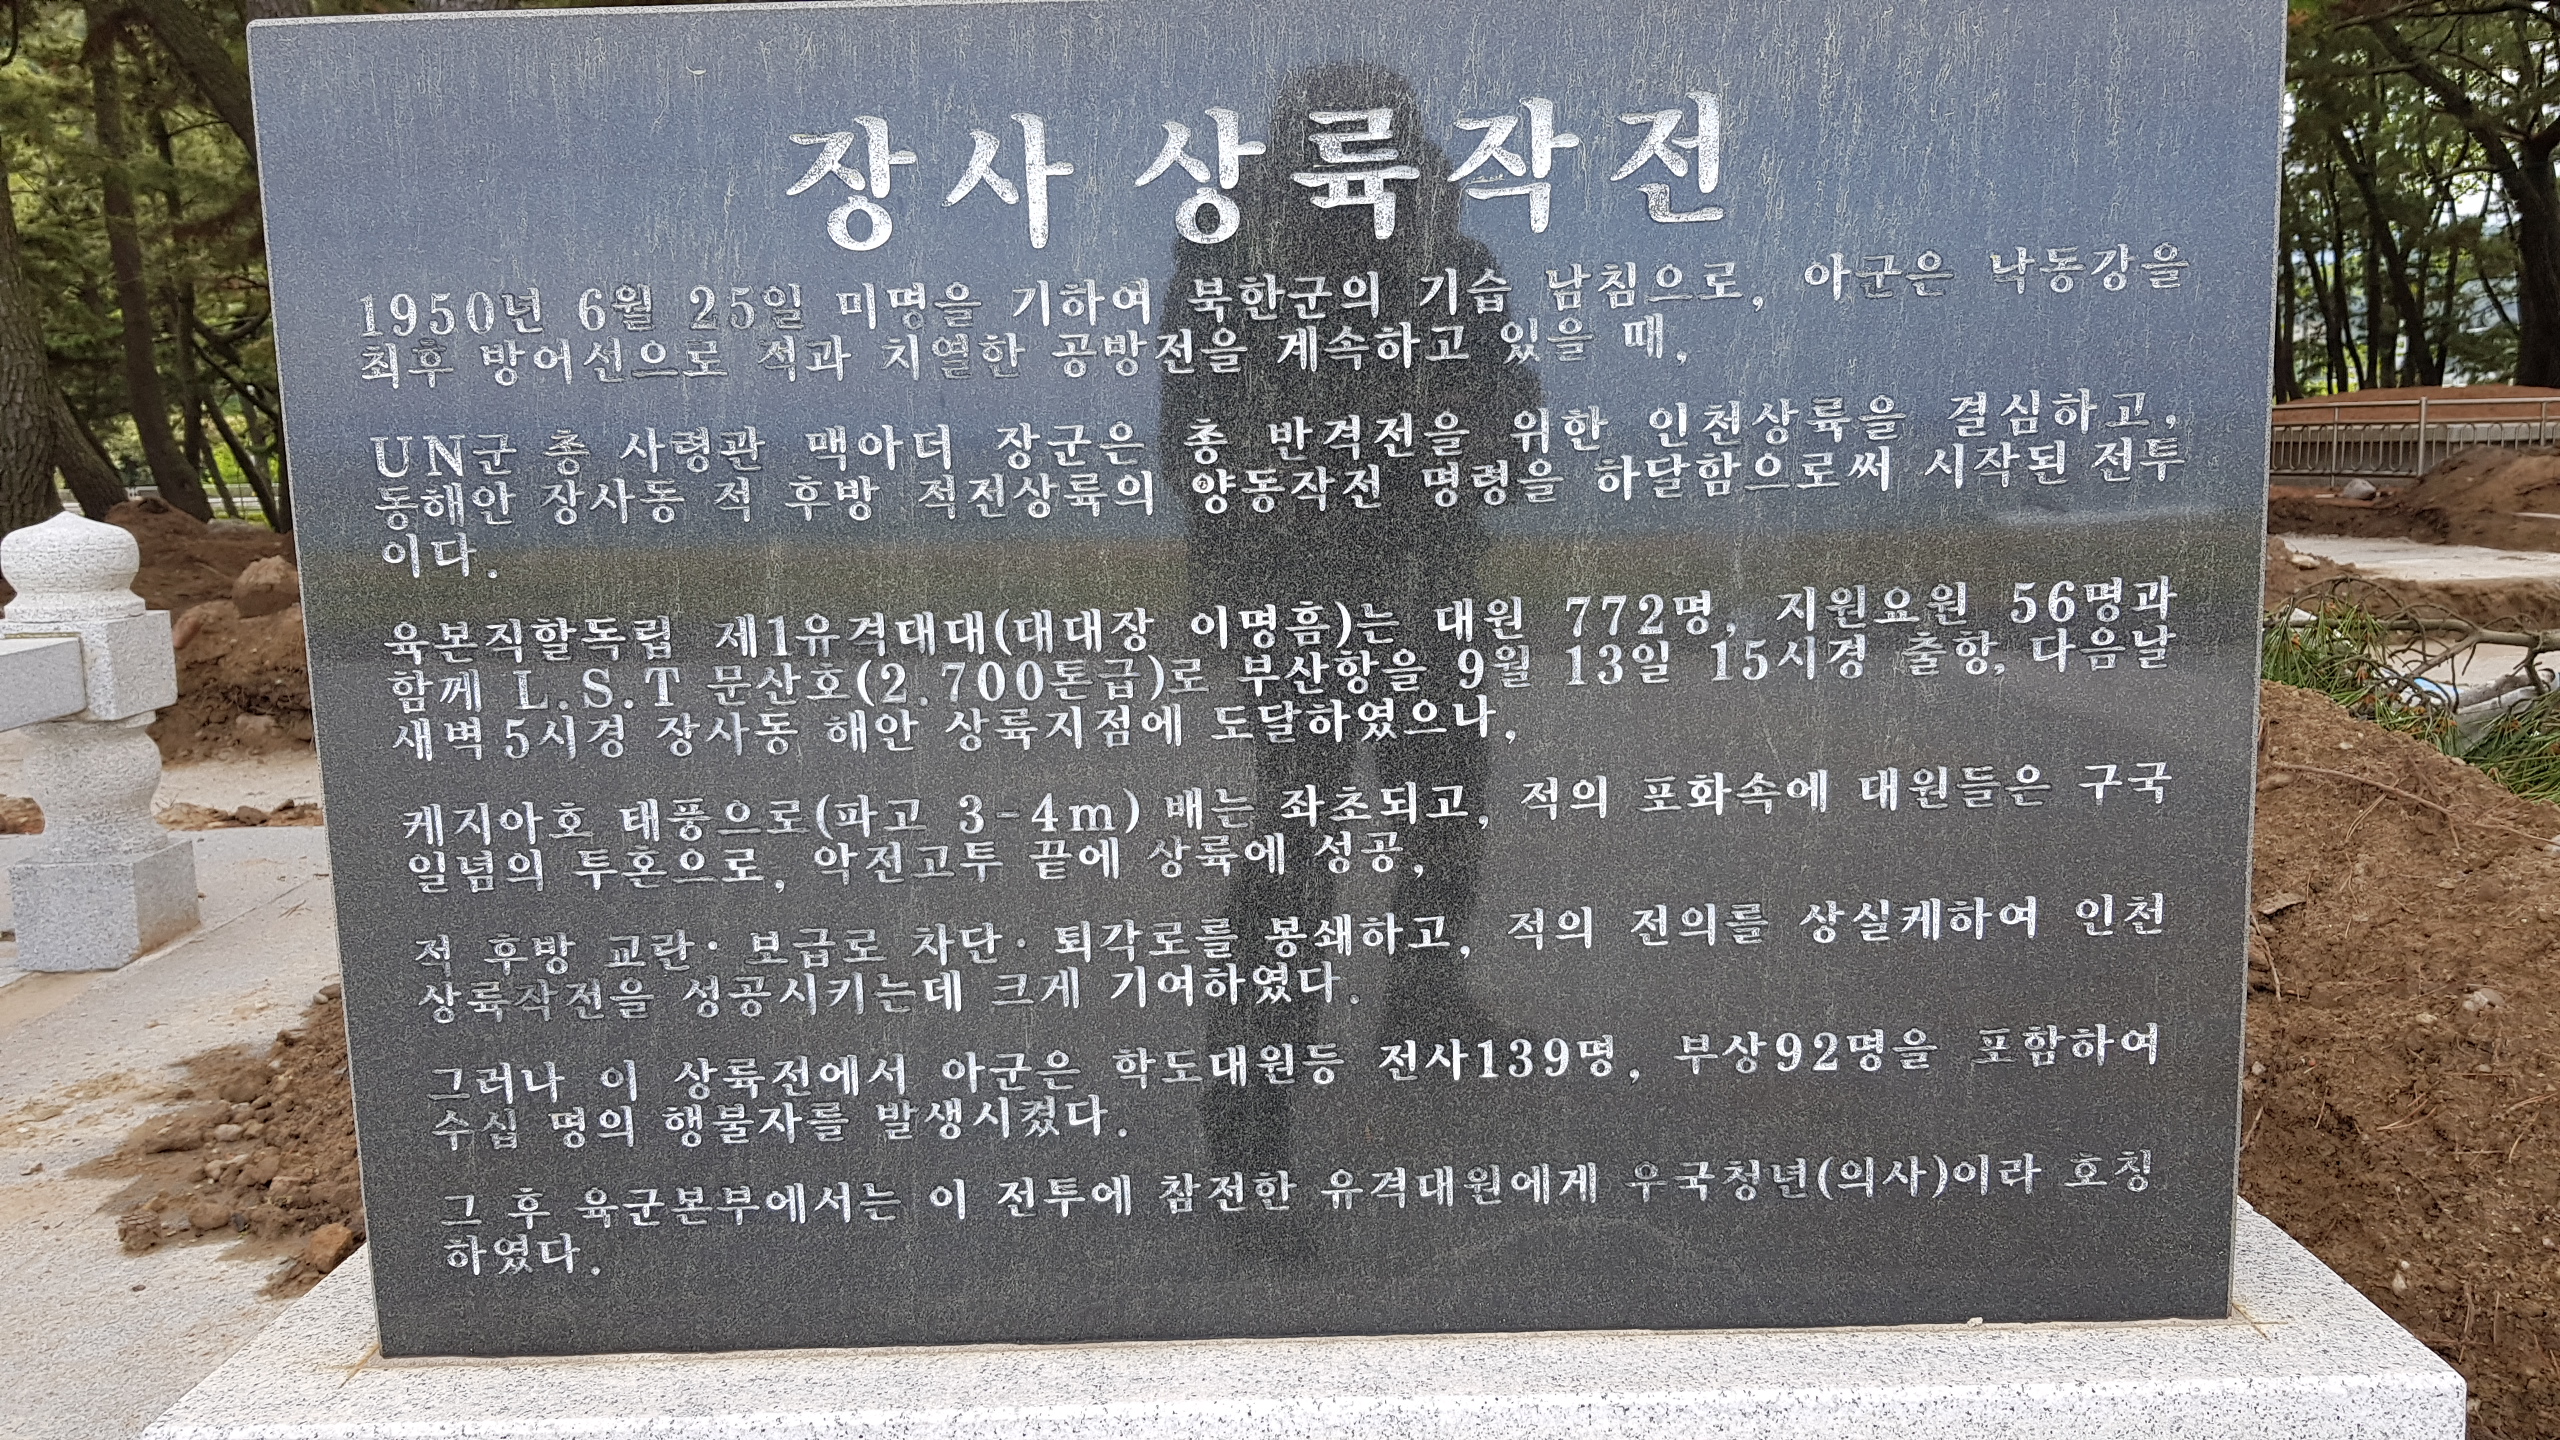 장사 상륙작전
1950년 6월 25일 미명을 기하여 북한군의 기습 남침으로, 아군은 낙동강을
최후 방어선으로 적과 치열한 공방전을 계속하고 있을 때,
UN군 총 사령관 맥아더 장군은 총 반격전을 위한 인천상륙을 결심하고,
동해안 장사동 적 후방 적전상륙의 양동작전 명령을 하달함으로써 시작된 전투
이다.
육본직할독립 제1유격대대(대대장 이명흠)는 대원 772명, 지원요원 56명과
함께 L.S.T 문산호(2.700톤급)로 부산항을 9월 13일 15시경 출항, 다음날
새벽 5시경 장사동 해안 상륙지점에 도달하였으나,
케지아호 태풍으로(파고 3-4m) 배는 좌초되고, 적의 포화속에 대원들은 구국
일념의 투혼으로, 악전고투 끝에 상륙에 성공,
적 후방 교란·보급로 차단·퇴각로를 봉쇄하고, 적의 전의를 상실케하여 인천
상륙작전을 성공시키는데 크게 기여하였다.
그러나 이 상륙전에서 아군은 학도대원등 전사139명, 부상92명을 포함하여
수십 명의 행불자를 발생시켰다.
그 후 육군본부에서는 이 전투에 참전한 유격대원에게 우국청년(의사)이라 호칭
하였다.